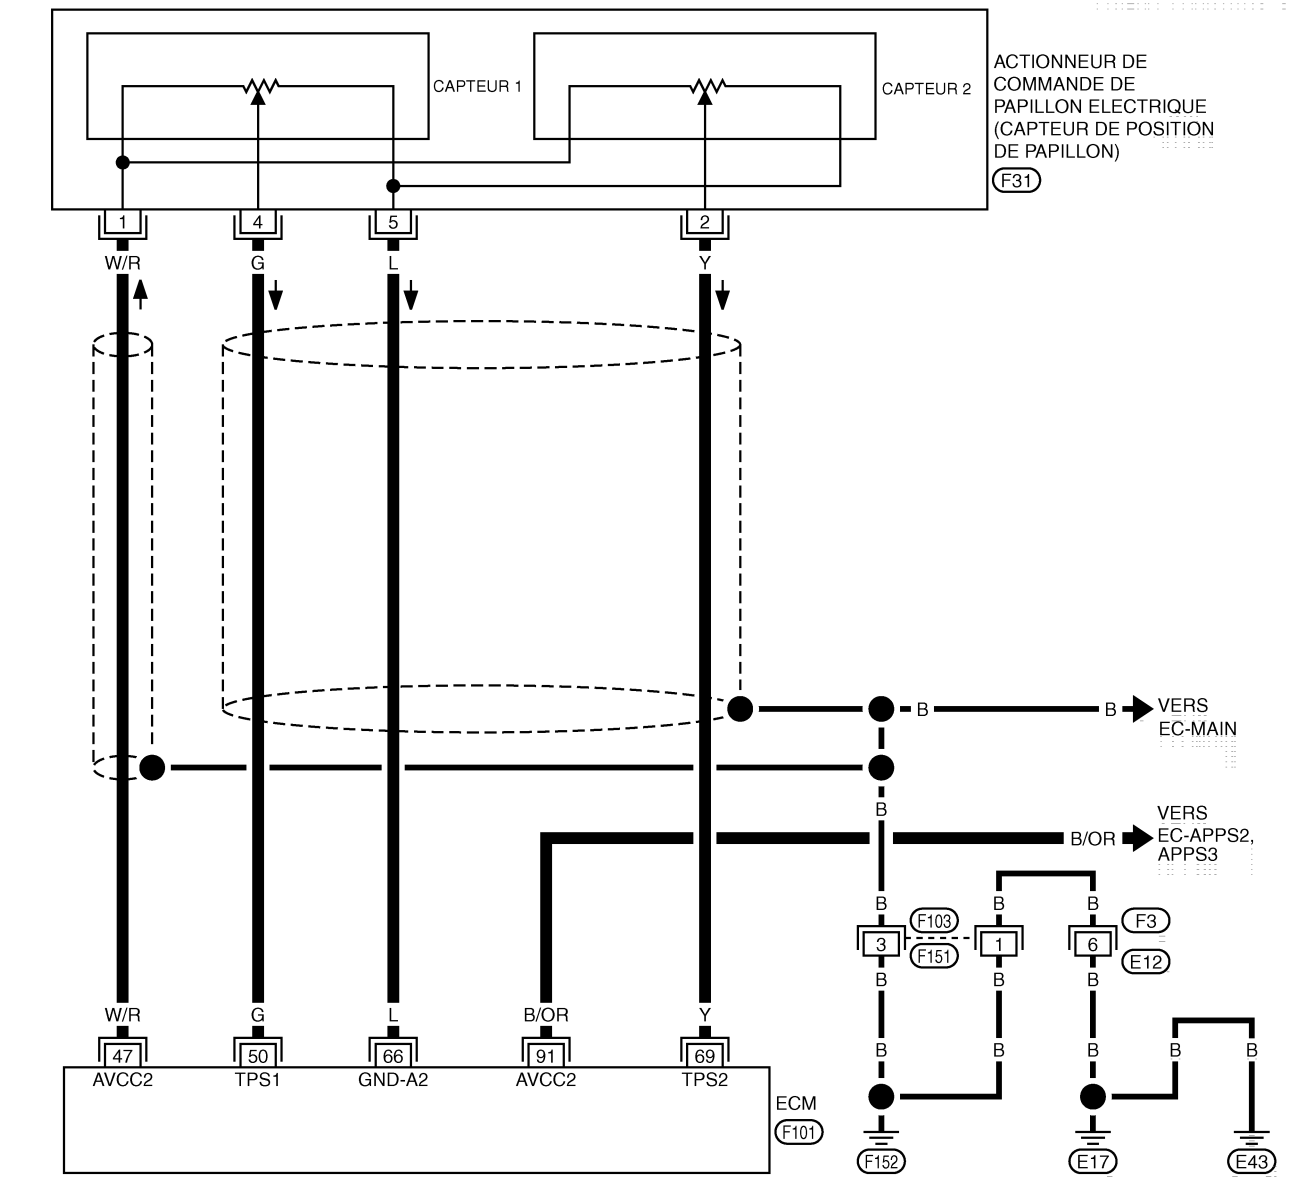 CAPTEUR 1
CAPTEUR 2
ACTIONNEUR DE
COMMANDE DE
PAPILLON ELECTRIQUE
(CAPTEUR DE POSITION
DE PAPILLON)
F31
1
4
5
2
W/R
G
L
Y
B
B
VERS
EC-MAIN
B
VERS
EC-APPS2,
APPS3
B/OR
B
B
B
F103
F151
3
1
6
F3
E12
B
B
B
W/R
G
L
B/OR
Y
B
B
B
B
B
47
50
66
91
69
AVCC2
TPS1
GND-A2
AVCC2
TPS2
ECM
F101
F152
E17
E43